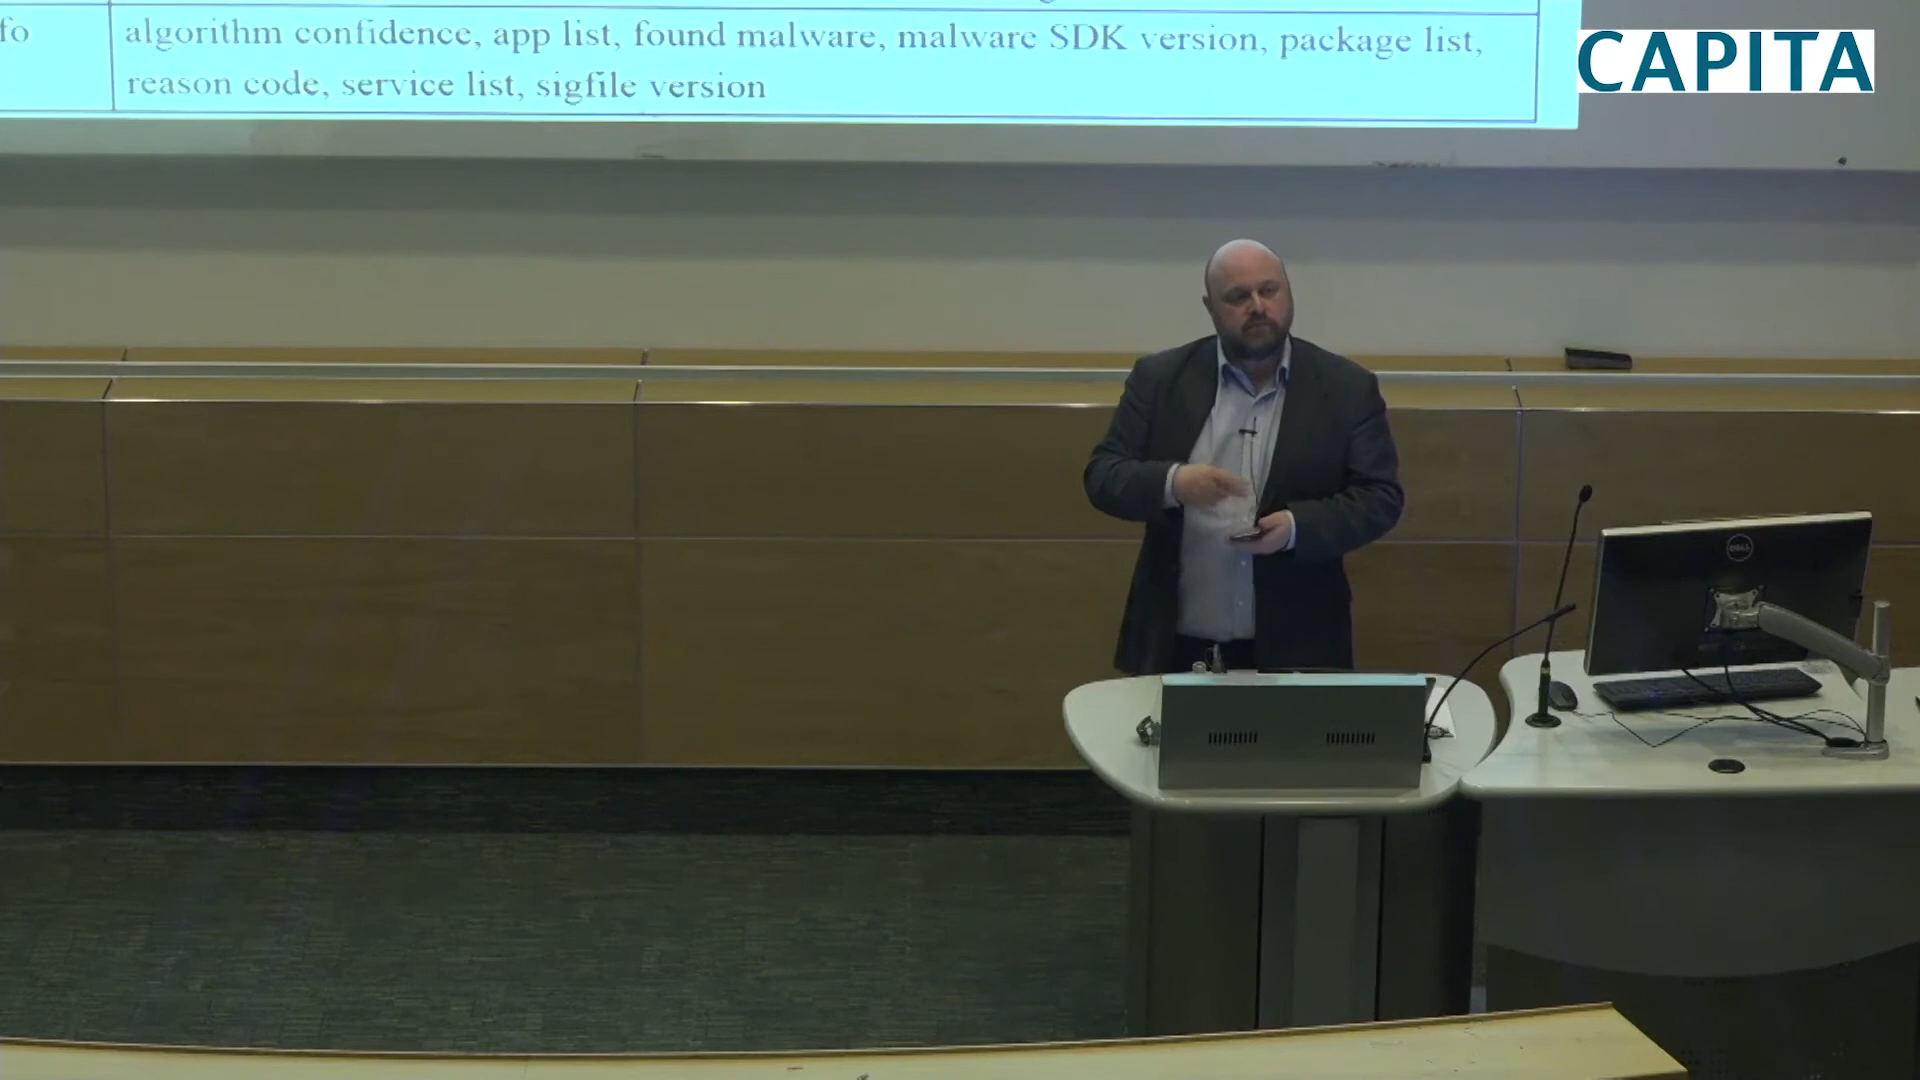 fo
algorithm confidence, app list, found malware, malware SDK version, package list,
reason code, service list, sigfile version
CAPITA
DELL